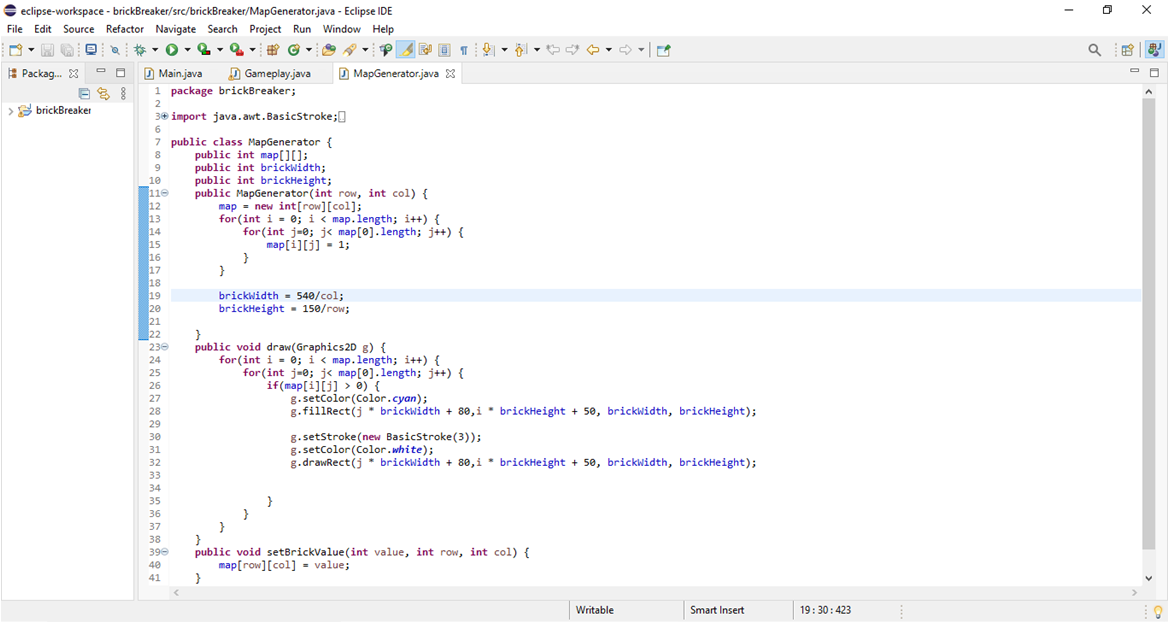 eclipse-workspace - brickBreaker/src/brickBreaker/MapGenerator.java - Eclipse IDE
File Edit Source Refactor Navigate Search Project Run Window Help
Packag... Main.java Gameplay.java MapGenerator.java
brickBreaker
1 package brickBreaker;
2
3 import java.awt.BasicStroke;
6
7 public class MapGenerator {
8 public int map[][];
9 public int brickWidth;
10 public int brickHeight;
11 public MapGenerator(int row, int col) {
12 map = new int[row][col];
13 for(int i = 0; i < map.length; i++) {
14 for(int j=0; j< map[0].length; j++) {
15 map[i][j] = 1;
16 }
17 }
18
19 brickWidth = 540/col;
20 brickHeight = 150/row;
21
22 }
23 public void draw(Graphics2D g) {
24 for(int i = 0; i < map.length; i++) {
25 for(int j=0; j< map[0].length; j++) {
26 if(map[i][j] > 0) {
27 g.setColor(Color.cyan);
28 g.fillRect(j * brickWidth + 80,i * brickHeight + 50, brickWidth, brickHeight);
29
30 g.setStroke(new BasicStroke(3));
31 g.setColor(Color.white);
32 g.drawRect(j * brickWidth + 80,i * brickHeight + 50, brickWidth, brickHeight);
33
34
35 }
36 }
37 }
38 }
39 public void setBrickValue(int value, int row, int col) {
40 map[row][col] = value;
41 }
Writable Smart Insert 19 : 30 : 423